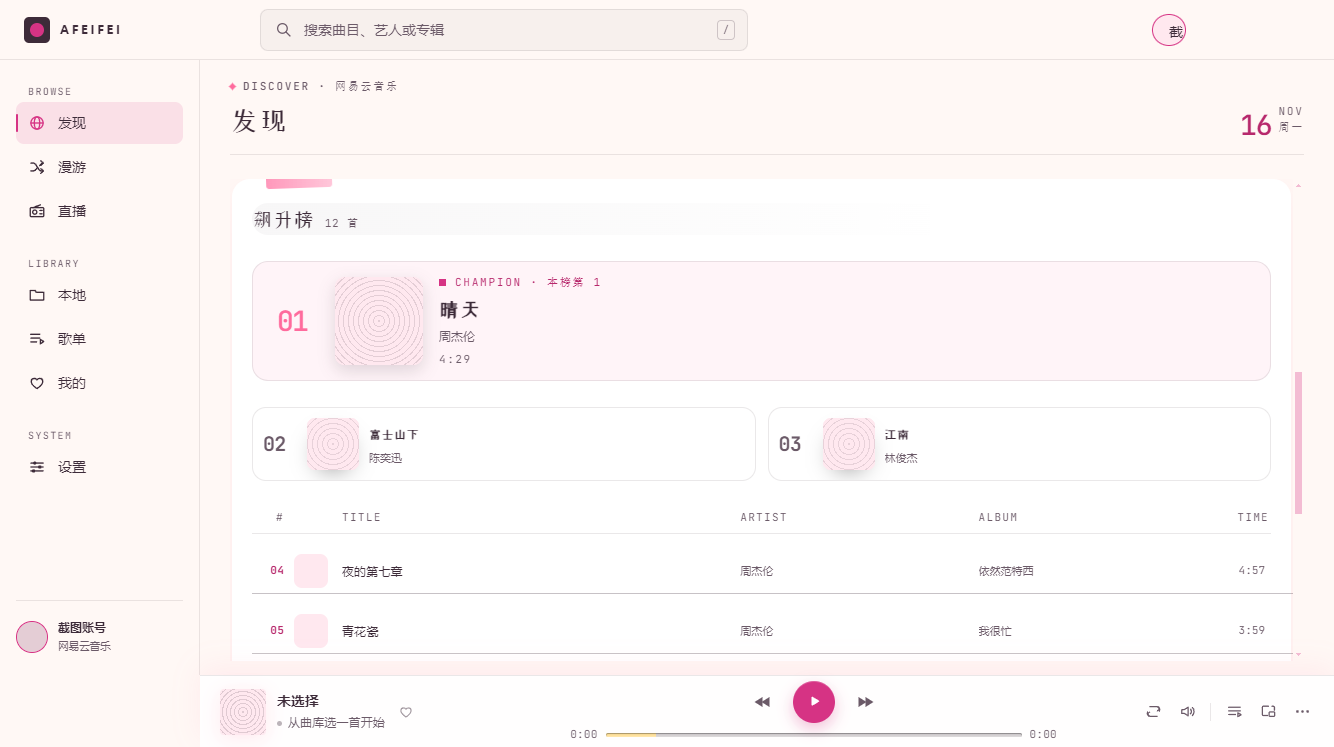 AFEIFEI
搜索曲目、艺人或专辑
/
截
BROWSE
发现
漫游
直播
LIBRARY
本地
歌单
我的
SYSTEM
设置
截图账号
网易云音乐
DISCOVER · 网易云音乐
发现
16
NOV
周一
飙升榜 12 首
01
CHAMPION · 本榜第 1
晴天
周杰伦
4:29
02
富士山下
陈奕迅
03
江南
林俊杰
# TITLE ARTIST ALBUM TIME
04 夜的第七章 周杰伦 依然范特西 4:57
05 青花瓷 周杰伦 我很忙 3:59
未选择
从曲库选一首开始
0:00
0:00